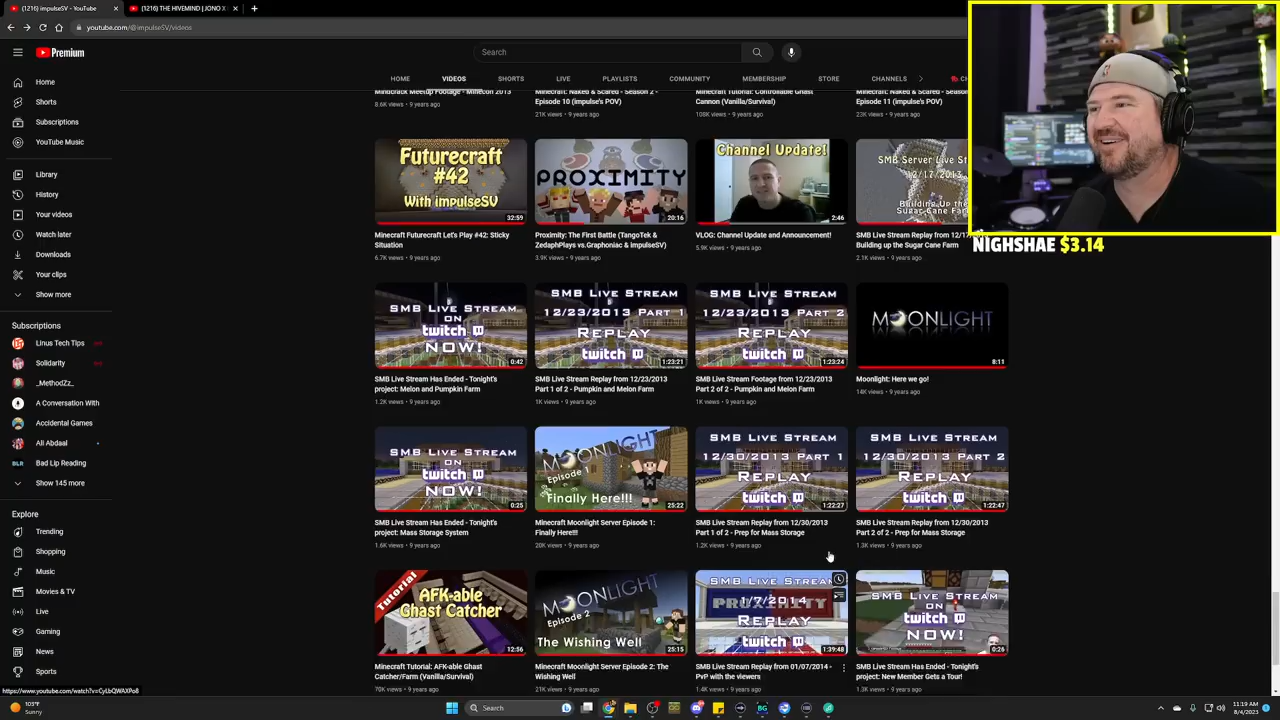 (1216) impulseSV - YouTube
(1216) THE HIVEMIND | JONO X
youtube.com/@impulseSV/videos
Premium
Search
HOME VIDEOS SHORTS LIVE PLAYLISTS COMMUNITY MEMBERSHIP STORE CHANNELS
Home
Shorts
Subscriptions
YouTube Music
Library
History
Your videos
Watch later
Downloads
Your clips
Show more
Subscriptions
Linus Tech Tips
Solidarity
_MethodZz_
A Conversation With
Accidental Games
Ali Abdaal
Bad Lip Reading
Show 145 more
Explore
Trending
Shopping
Music
Movies & TV
Live
Gaming
News
Sports
Mindcrack Meetup Footage - Minecon 2013
8.6K views • 9 years ago
Minecraft: Naked & Scared - Season 2 -
Episode 10 (impulse's POV)
21K views • 9 years ago
Minecraft Tutorial: Controllable Ghast
Cannon (Vanilla/Survival)
108K views • 9 years ago
Minecraft: Naked & Scared - Season 2 -
Episode 11 (impulse's POV)
23K views • 9 years ago
Futurecraft
#42
With impulseSV
32:59
Minecraft Futurecraft Let's Play #42: Sticky
Situation
6.7K views • 9 years ago
PROXIMITY
20:16
Proximity: The First Battle (TangoTek &
ZedaphPlays vs.Graphoniac & impulseSV)
3.9K views • 9 years ago
Channel Update!
2:46
VLOG: Channel Update and Announcement!
5.9K views • 9 years ago
SMB Server Live St
12/17/2013
Building Up the
Sugar Cane Farm
SMB Live Stream Replay from 12/17
Building up the Sugar Cane Farm
2.1K views • 9 years ago
NIGHSHAE $3.14
SMB Live Stream
on
twitch
NOW!
0:42
SMB Live Stream Has Ended - Tonight's
project: Melon and Pumpkin Farm
1.2K views • 9 years ago
SMB Live Stream
12/23/2013 Part 1
Replay
twitch
1:23:21
SMB Live Stream Replay from 12/23/2013
Part 1 of 2 - Pumpkin and Melon Farm
1K views • 9 years ago
SMB Live Stream
12/23/2013 Part 2
Replay
twitch
1:23:24
SMB Live Stream Footage from 12/23/2013
Part 2 of 2 - Pumpkin and Melon Farm
1K views • 9 years ago
MOONLIGHT
8:11
Moonlight: Here we go!
14K views • 9 years ago
SMB Live Stream
on
twitch
NOW!
0:25
SMB Live Stream Has Ended - Tonight's
project: Mass Storage System
1.6K views • 9 years ago
MOONLIGHT
Episode 1
Finally Here!!!
25:22
Minecraft Moonlight Server Episode 1:
Finally Here!!!
20K views • 9 years ago
SMB Live Stream
12/30/2013 Part 1
Replay
twitch
1:22:27
SMB Live Stream Replay from 12/30/2013
Part 1 of 2 - Prep for Mass Storage
1.2K views • 9 years ago
SMB Live Stream
12/30/2013 Part 2
Replay
twitch
1:22:47
SMB Live Stream Replay from 12/30/2013
Part 2 of 2 - Prep for Mass Storage
1.3K views • 9 years ago
Tutorial
AFK-able
Ghast
Catcher
12:56
Minecraft Tutorial: AFK-able Ghast
Catcher/Farm (Vanilla/Survival)
70K views • 9 years ago
MOONLIGHT
Episode 2
The Wishing Well
25:15
Minecraft Moonlight Server Episode 2: The
Wishing Well
21K views • 9 years ago
SMB Live Stream
1/7/2014
PROXIMITY
Replay
twitch
1:39:48
SMB Live Stream Replay from 01/07/2014 -
PvP with the viewers
1.4K views • 9 years ago
SMB Live Stream
on
twitch
NOW!
0:26
SMB Live Stream Has Ended - Tonight's
project: New Member Gets a Tour!
1.3K views • 9 years ago
https://www.youtube.com/watch?v=CyLbQWAXPo8
103°F
Sunny
Search
11:19 AM
8/4/2023